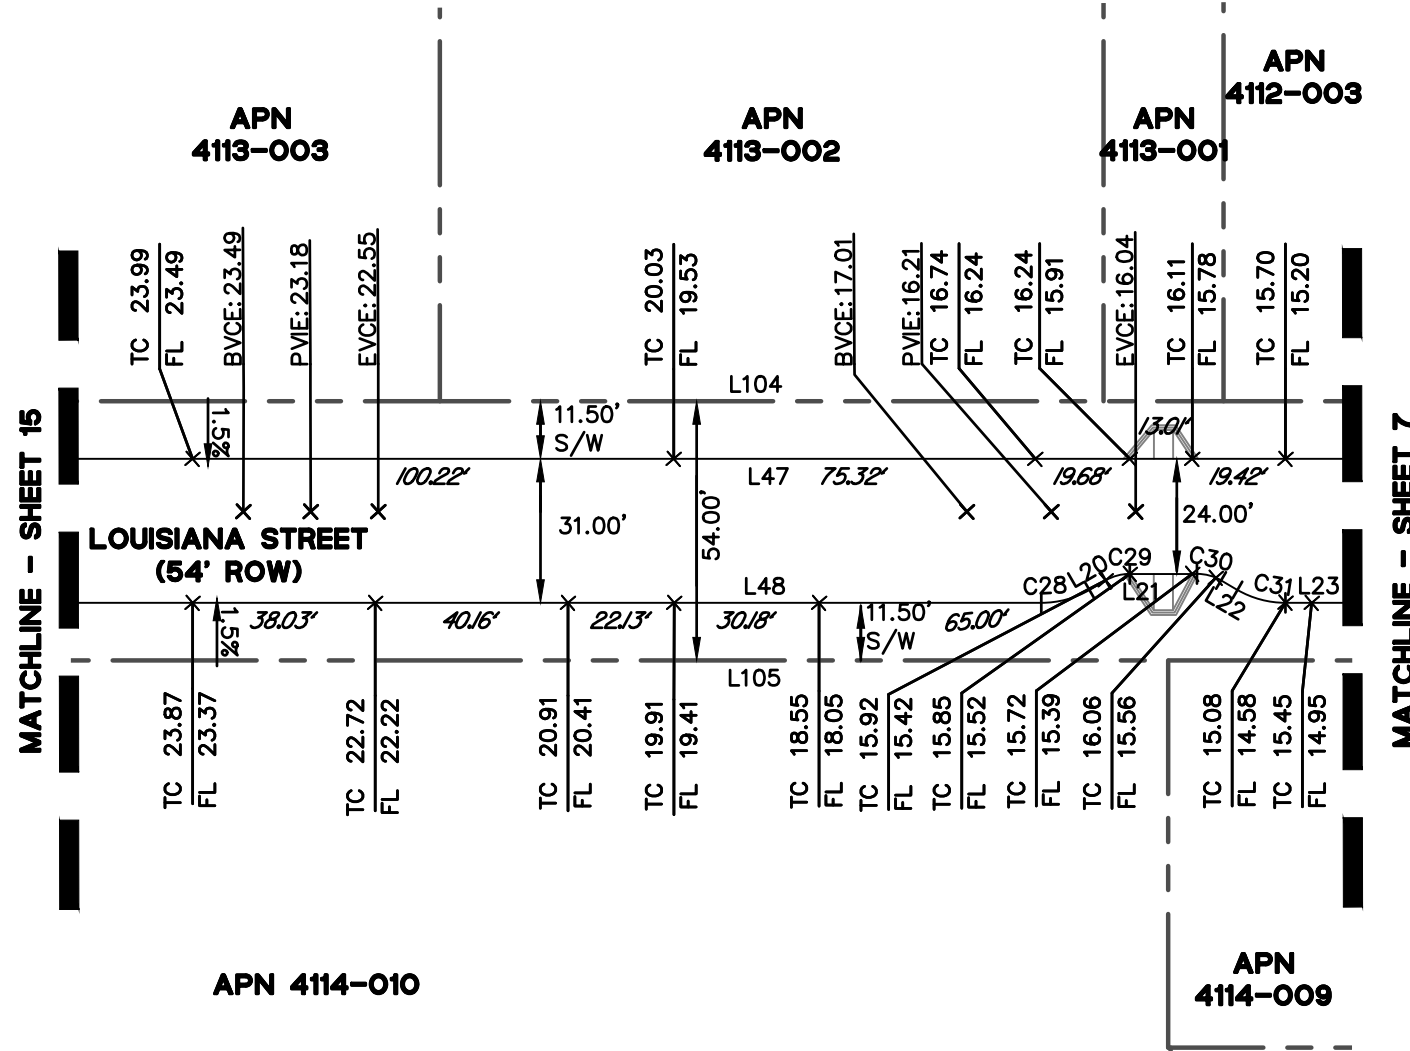 APN
4112-003
APN
4113-003
APN
4113-002
APN
4113-001
TC 23.99
FL 23.49
BVCE: 23.49
PVIE: 23.18
EVCE: 22.55
TC 20.03
FL 19.53
BVCE: 17.01
PVIE: 16.21
TC 16.74
FL 16.24
TC 16.24
FL 15.91
EVCE: 16.04
TC 16.11
FL 15.78
TC 15.70
FL 15.20
L104
1.5%
11.50'
S/W
13.01'
100.22'
L47
75.32'
19.68'
19.42'
MATCHLINE - SHEET 15
MATCHLINE - SHEET 7
LOUISIANA STREET
(54' ROW)
31.00'
54.00'
24.00'
L48
C28
L20
C29
L21
C30
L22
C31
L23
1.5%
38.03'
40.16'
22.13'
30.18'
11.50'
S/W
65.00'
L105
TC 23.87
FL 23.37
TC 22.72
FL 22.22
TC 20.91
FL 20.41
TC 19.91
FL 19.41
TC 18.55
FL 18.05
TC 15.92
FL 15.42
TC 15.85
FL 15.52
TC 15.72
FL 15.39
TC 16.06
FL 15.56
TC 15.08
FL 14.58
TC 15.45
FL 14.95
APN 4114-010
APN
4114-009